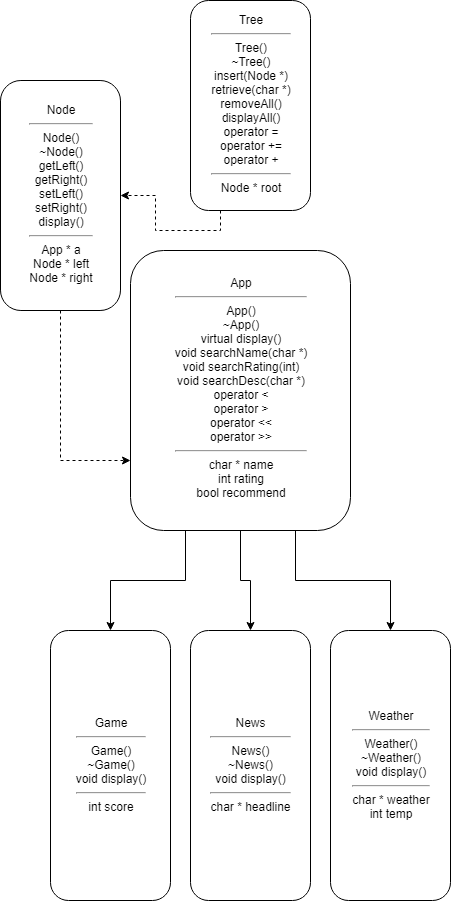 Tree
Tree()
~Tree()
insert(Node *)
retrieve(char *)
removeAll()
displayAll()
operator =
operator +=
operator +
Node * root
Node
Node()
~Node()
getLeft()
getRight()
setLeft()
setRight()
display()
App * a
Node * left
Node * right
App
App()
~App()
virtual display()
void searchName(char *)
void searchRating(int)
void searchDesc(char *)
operator <
operator >
operator <<
operator >>
char * name
int rating
bool recommend
Game
Game()
~Game()
void display()
int score
News
News()
~News()
void display()
char * headline
Weather
Weather()
~Weather()
void display()
char * weather
int temp